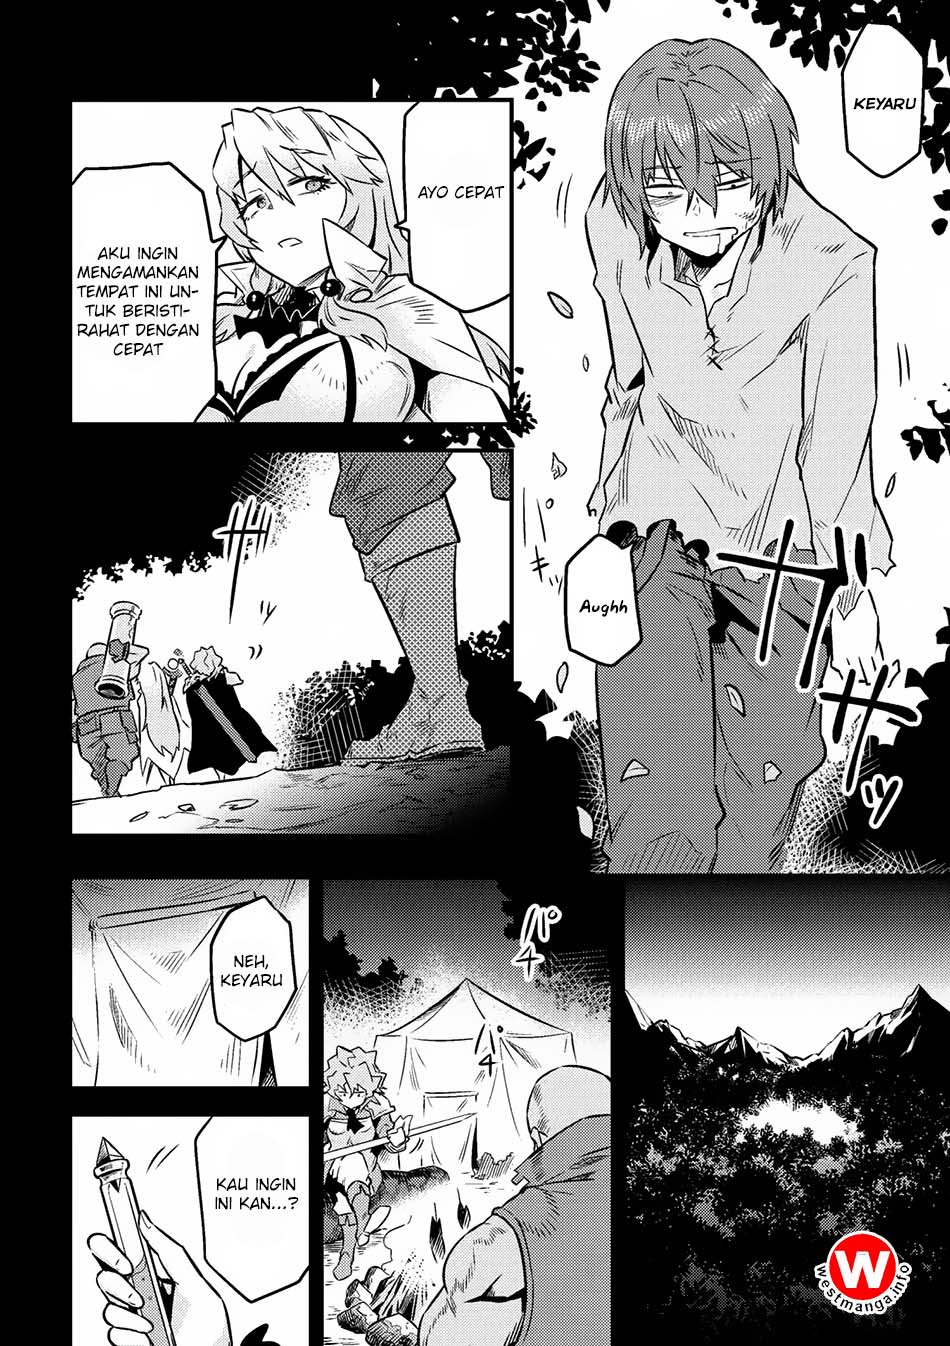 KEYARU
AYO CEPAT
AKU INGIN
MENGAMANKAN
TEMPAT INI UN-
TUK BERISTI-
RAHAT DENGAN
CEPAT
Aughh
NEH,
KEYARU
KAU INGIN
INI KAN...?
W
westmanga.info